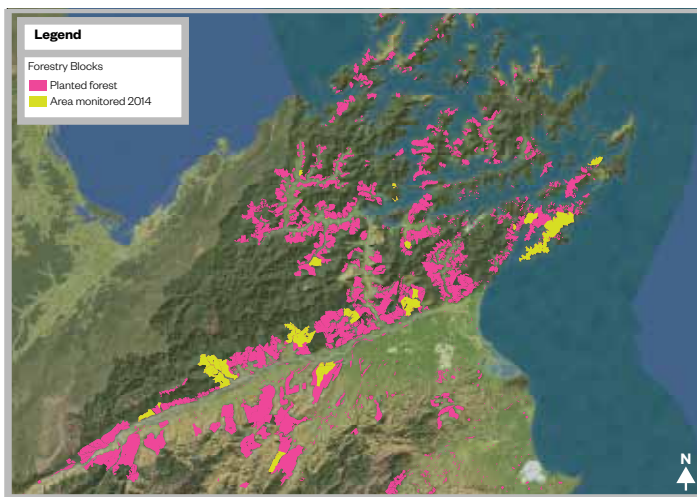 Legend
Forestry Blocks
Planted forest
Area monitored 2014
N